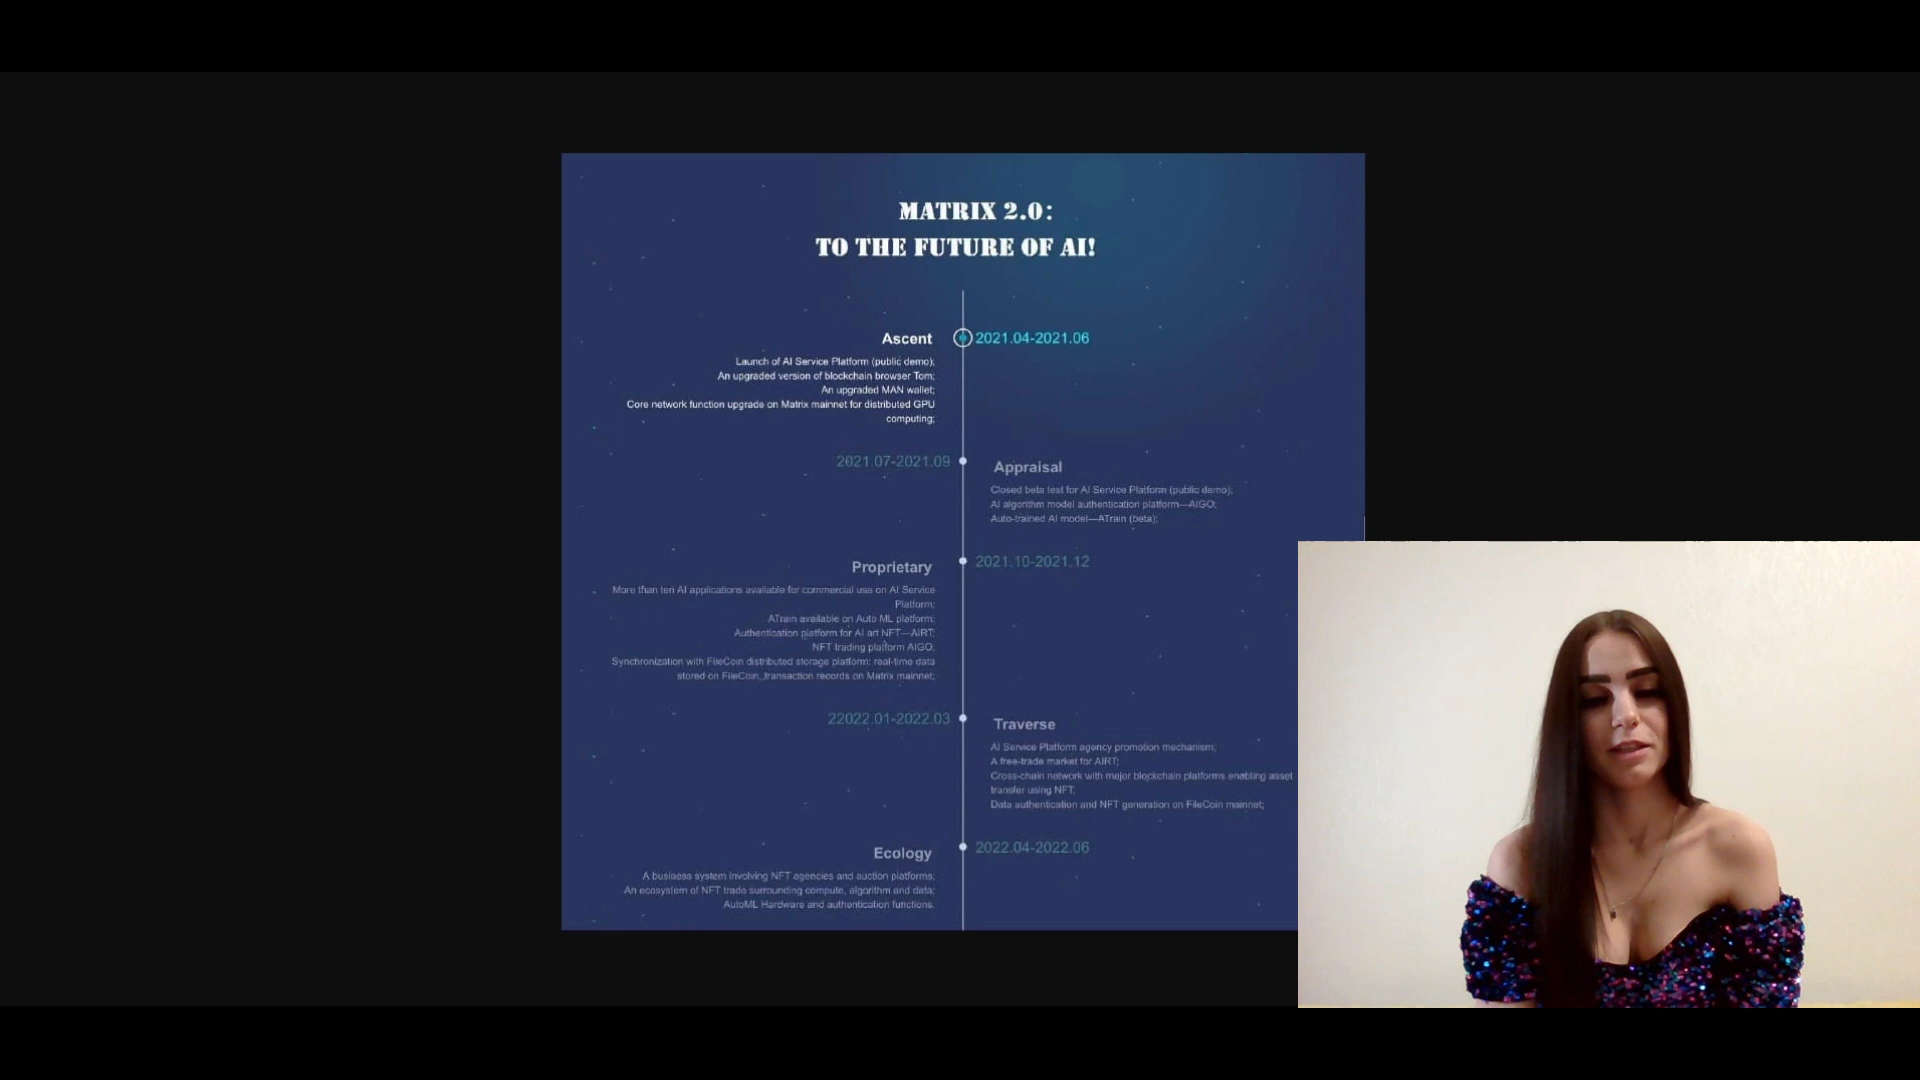 MATRIX 2.0:
TO THE FUTURE OF AI!
Ascent
2021.04-2021.06
Launch of AI Service Platform (public demo);
An upgraded version of blockchain browser Tom;
An upgraded MAN wallet;
Core network function upgrade on Matrix mainnet for distributed GPU
computing;
2021.07-2021.09
Appraisal
Closed beta test for AI Service Platform (public demo);
AI algorithm model authentication platform—AIGO;
Auto-trained AI model—ATrain (beta);
Proprietary
2021.10-2021.12
More than ten AI applications available for commercial use on AI Service
Platform;
ATrain available on Auto ML platform;
Authentication platform for AI art NFT—AIRT;
NFT trading platform AIGO;
Synchronization with FileCoin distributed storage platform: real-time data
stored on FileCoin, transaction records on Matrix mainnet;
22022.01-2022.03
Traverse
AI Service Platform agency promotion mechanism;
A free-trade market for AIRT;
Cross-chain network with major blockchain platforms enabling asset
transfer using NFT;
Data authentication and NFT generation on FileCoin mainnet;
Ecology
2022.04-2022.06
A business system involving NFT agencies and auction platforms;
An ecosystem of NFT trade surrounding compute, algorithm and data;
AutoML Hardware and authentication functions.